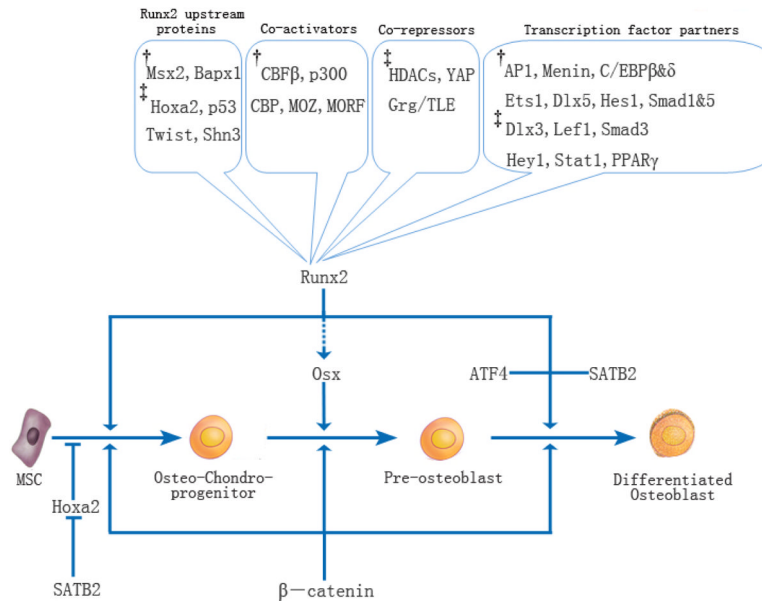 Runx2 upstream proteins
Co-activators
Co-repressors
Transcription factor partners
†
Msx2, Bapx1
‡
Hoxa2, p53
Twist, Shn3
†
CBFβ, p300
CBP, MOZ, MORF
‡
HDACs, YAP
Grg/TLE
†
AP1, Menin, C/EBPβ&δ
Ets1, Dlx5, Hes1, Smad1&5
‡
Dlx3, Lef1, Smad3
Hey1, Stat1, PPARγ
Runx2
Osx
ATF4
SATB2
MSC
Osteo-Chondro-
progenitor
Pre-osteoblast
Differentiated
Osteoblast
Hoxa2
SATB2
β-catenin